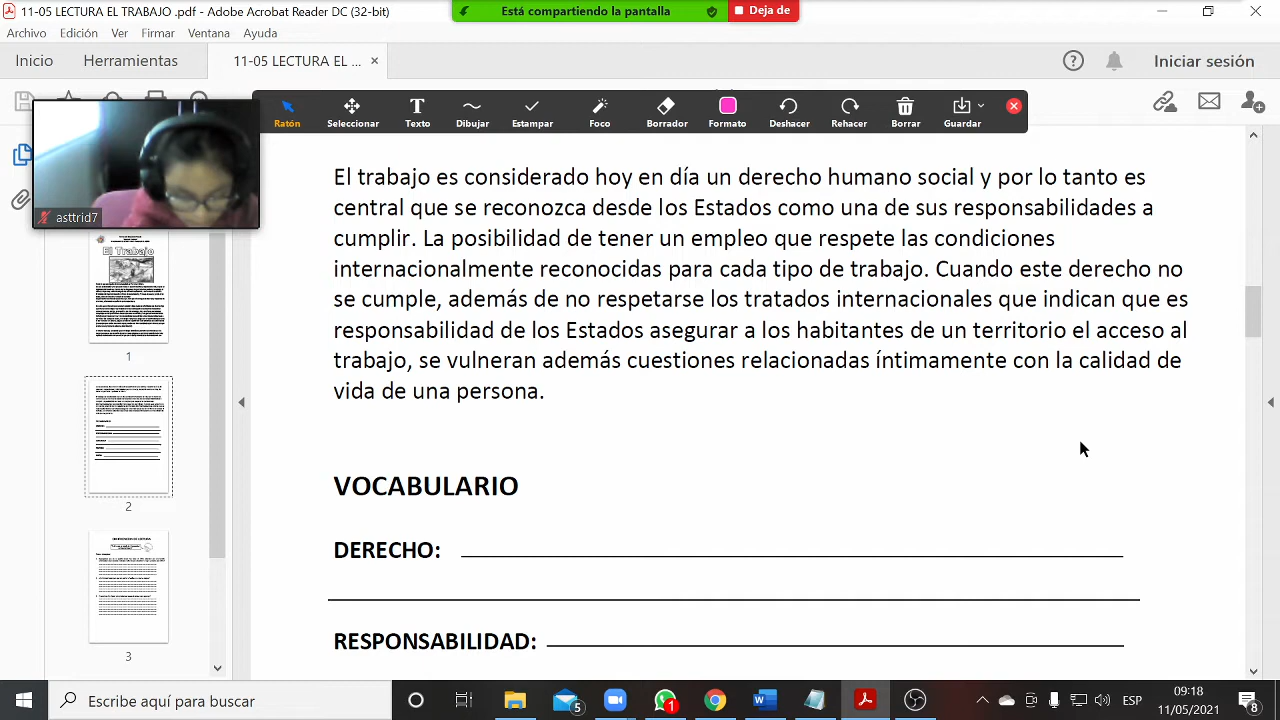 11-05 LECTURA EL TRABAJO .pdf - Adobe Acrobat Reader DC (32-bit)
Está compartiendo la pantalla
Deja de
Archivo Edición Ver Firmar Ventana Ayuda
Inicio Herramientas 11-05 LECTURA EL ... Iniciar sesión
Ratón Seleccionar Texto Dibujar Estampar Foco Borrador Formato Deshacer Rehacer Borrar Guardar
asttrid7
El trabajo es considerado hoy en día un derecho humano social y por lo tanto es
central que se reconozca desde los Estados como una de sus responsabilidades a
cumplir. La posibilidad de tener un empleo que respete las condiciones
internacionalmente reconocidas para cada tipo de trabajo. Cuando este derecho no
se cumple, además de no respetarse los tratados internacionales que indican que es
responsabilidad de los Estados asegurar a los habitantes de un territorio el acceso al
trabajo, se vulneran además cuestiones relacionadas íntimamente con la calidad de
vida de una persona.
VOCABULARIO
DERECHO:
RESPONSABILIDAD:
El Trabajo
1
2
3
Escribe aquí para buscar
5
1
ESP
09:18
11/05/2021
8